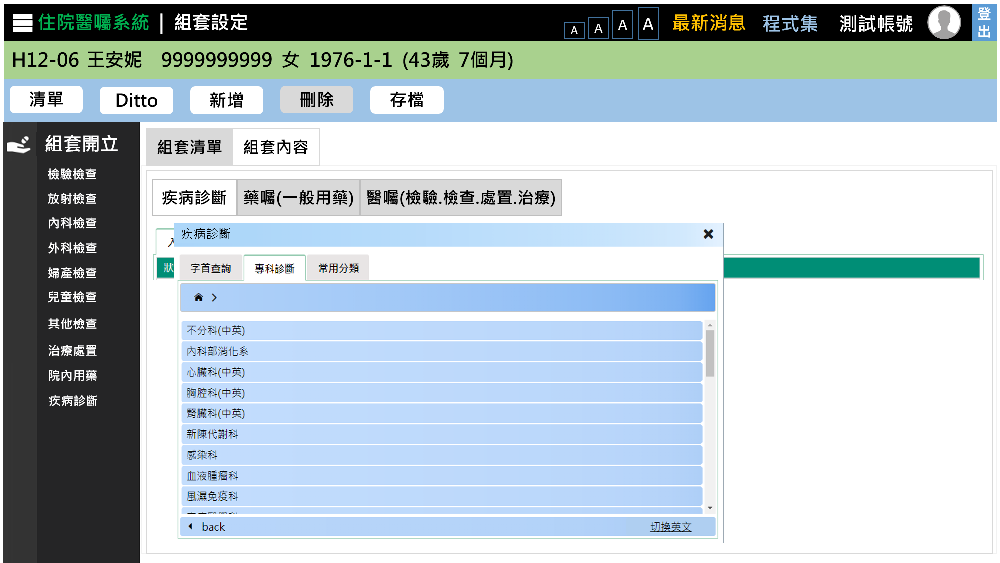 住院醫囑系統 | 組套設定 A A A A 最新消息 程式集 測試帳號 登出
H12-06 王安妮 9999999999 女 1976-1-1 (43歲 7個月)
清單 Ditto 新增 刪除 存檔
組套開立
檢驗檢查
放射檢查
內科檢查
外科檢查
婦產檢查
兒童檢查
其他檢查
治療處置
院內用藥
疾病診斷
組套清單 組套內容
疾病診斷 藥囑(一般用藥) 醫囑(檢驗.檢查.處置.治療)
狀
疾病診斷
字首查詢 專科診斷 常用分類
不分科(中英)
內科部消化系
心臟科(中英)
胸腔科(中英)
腎臟科(中英)
新陳代謝科
感染科
血液腫瘤科
風濕免疫科
back 切換英文